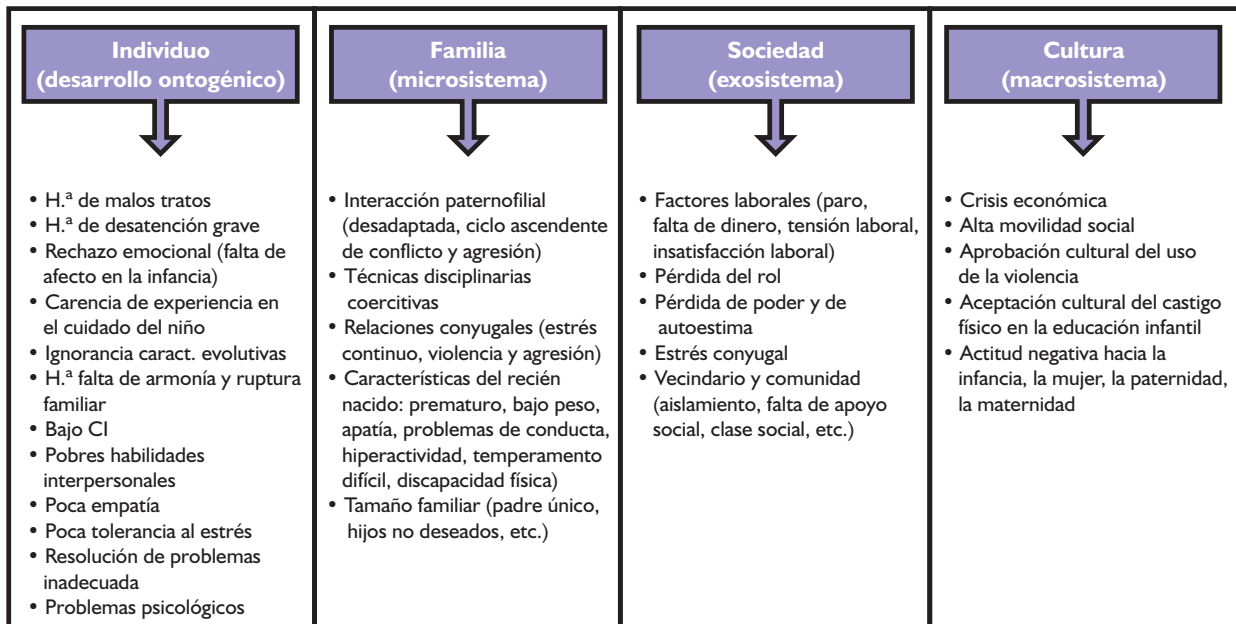 Individuo
(desarrollo ontogénico)
• H.ª de malos tratos
• H.ª de desatención grave
• Rechazo emocional (falta de
afecto en la infancia)
• Carencia de experiencia en
el cuidado del niño
• Ignorancia caract. evolutivas
• H.ª falta de armonía y ruptura
familiar
• Bajo CI
• Pobres habilidades
interpersonales
• Poca empatía
• Poca tolerancia al estrés
• Resolución de problemas
inadecuada
• Problemas psicológicos
Familia
(microsistema)
• Interacción paternofilial
(desadaptada, ciclo ascendente
de conflicto y agresión)
• Técnicas disciplinarias
coercitivas
• Relaciones conyugales (estrés
continuo, violencia y agresión)
• Características del recién
nacido: prematuro, bajo peso,
apatía, problemas de conducta,
hiperactividad, temperamento
difícil, discapacidad física)
• Tamaño familiar (padre único,
hijos no deseados, etc.)
Sociedad
(exosistema)
• Factores laborales (paro,
falta de dinero, tensión laboral,
insatisfacción laboral)
• Pérdida del rol
• Pérdida de poder y de
autoestima
• Estrés conyugal
• Vecindario y comunidad
(aislamiento, falta de apoyo
social, clase social, etc.)
Cultura
(macrosistema)
• Crisis económica
• Alta movilidad social
• Aprobación cultural del uso
de la violencia
• Aceptación cultural del castigo
físico en la educación infantil
• Actitud negativa hacia la
infancia, la mujer, la paternidad,
la maternidad